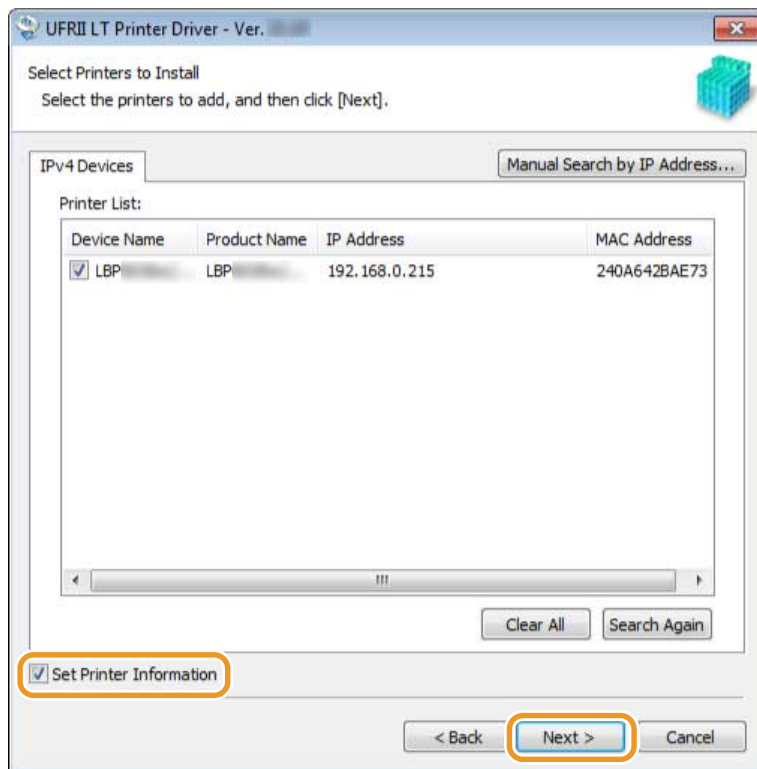 UFRII LT Printer Driver - Ver.
Select Printers to Install
Select the printers to add, and then click [Next].
IPv4 Devices
Manual Search by IP Address...
Printer List:
Device Name Product Name IP Address MAC Address
LBP ... LBP ... 192.168.0.215 240A642BAE73
Clear All Search Again
Set Printer Information
< Back Next > Cancel